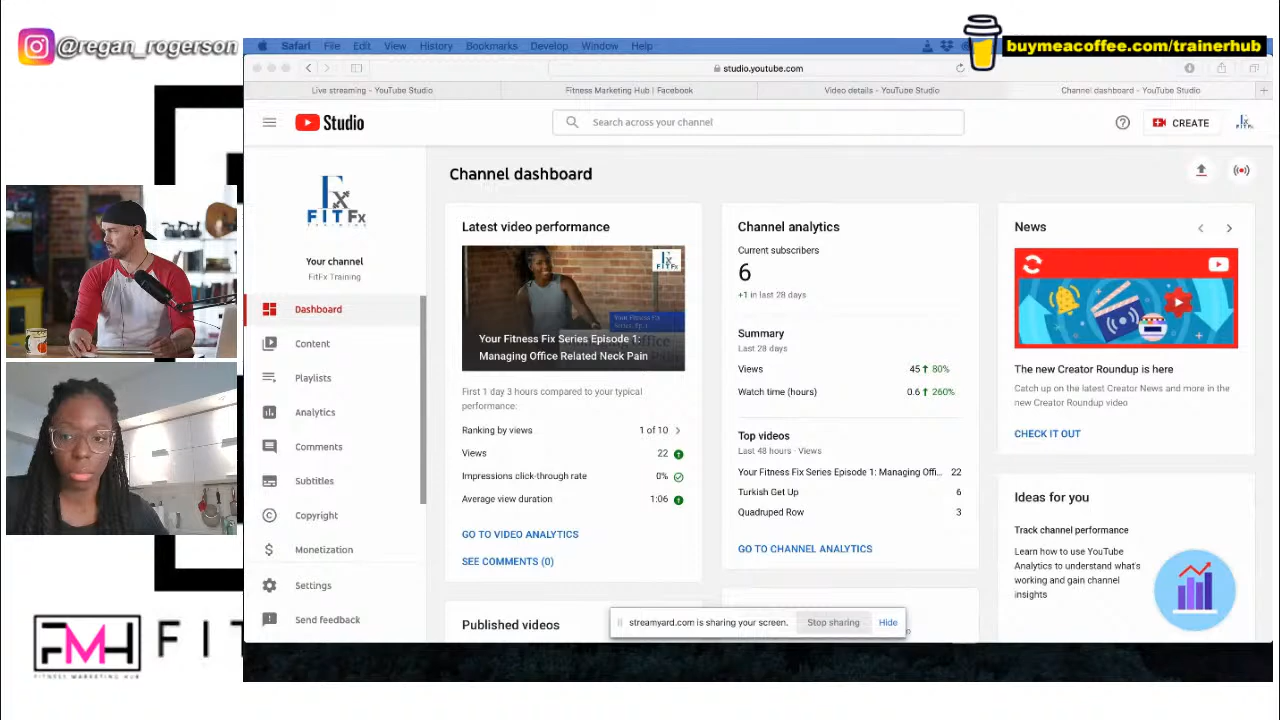 @regan_rogerson
buymeacoffee.com/trainerhub
Safari File Edit View History Bookmarks Develop Window Help
studio.youtube.com
Live streaming - YouTube Studio
Fitness Marketing Hub | Facebook
Video details - YouTube Studio
Channel dashboard - YouTube Studio
Studio
Search across your channel
CREATE
Fx
FITFx
Your channel
FitFx Training
Dashboard
Content
Playlists
Analytics
Comments
Subtitles
Copyright
Monetization
Settings
Send feedback
Channel dashboard
Latest video performance
FITFx
Your Fitness Fix
Your Fitness Fix Series Episode 1:
Managing Office Related Neck Pain
First 1 day 3 hours compared to your typical
performance:
Ranking by views 1 of 10
Views 22
Impressions click-through rate 0%
Average view duration 1:06
GO TO VIDEO ANALYTICS
SEE COMMENTS (0)
Published videos
Channel analytics
Current subscribers
6
+1 in last 28 days
Summary
Last 28 days
Views 45 80%
Watch time (hours) 0.6 260%
Top videos
Last 48 hours · Views
Your Fitness Fix Series Episode 1: Managing Offi... 22
Turkish Get Up 6
Quadruped Row 3
GO TO CHANNEL ANALYTICS
News
The new Creator Roundup is here
Catch up on the latest Creator News and more in the
new Creator Roundup video
CHECK IT OUT
Ideas for you
Track channel performance
Learn how to use YouTube
Analytics to understand what's
working and gain channel
insights
streamyard.com is sharing your screen. Stop sharing Hide
FMH
FITNESS MARKETING HUB
FIT